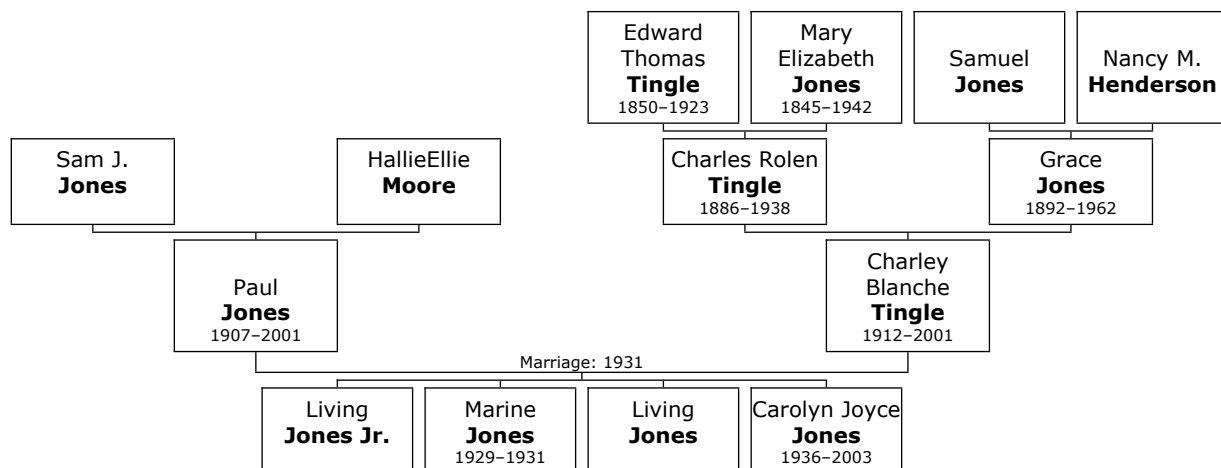 Edward
Thomas
Tingle
1850–1923
Mary
Elizabeth
Jones
1845–1942
Samuel
Jones
Nancy M.
Henderson
Sam J.
Jones
HallieEllie
Moore
Charles Rolen
Tingle
1886–1938
Grace
Jones
1892–1962
Paul
Jones
1907–2001
Charley
Blanche
Tingle
1912–2001
Marriage: 1931
Living
Jones Jr.
Marine
Jones
1929–1931
Living
Jones
Carolyn Joyce
Jones
1936–2003